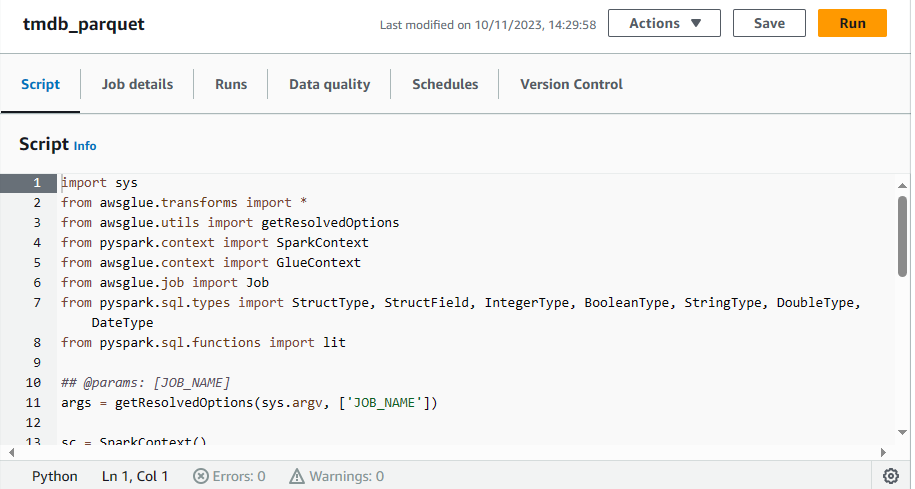 tmdb_parquet
Last modified on 10/11/2023, 14:29:58
Actions
Save
Run
Script
Job details
Runs
Data quality
Schedules
Version Control
Script Info
1 import sys
2 from awsglue.transforms import *
3 from awsglue.utils import getResolvedOptions
4 from pyspark.context import SparkContext
5 from awsglue.context import GlueContext
6 from awsglue.job import Job
7 from pyspark.sql.types import StructType, StructField, IntegerType, BooleanType, StringType, DoubleType,
DateType
8 from pyspark.sql.functions import lit
9
10 ## @params: [JOB_NAME]
11 args = getResolvedOptions(sys.argv, ['JOB_NAME'])
12
13 sc = SparkContext()
Python
Ln 1, Col 1
Errors: 0
Warnings: 0